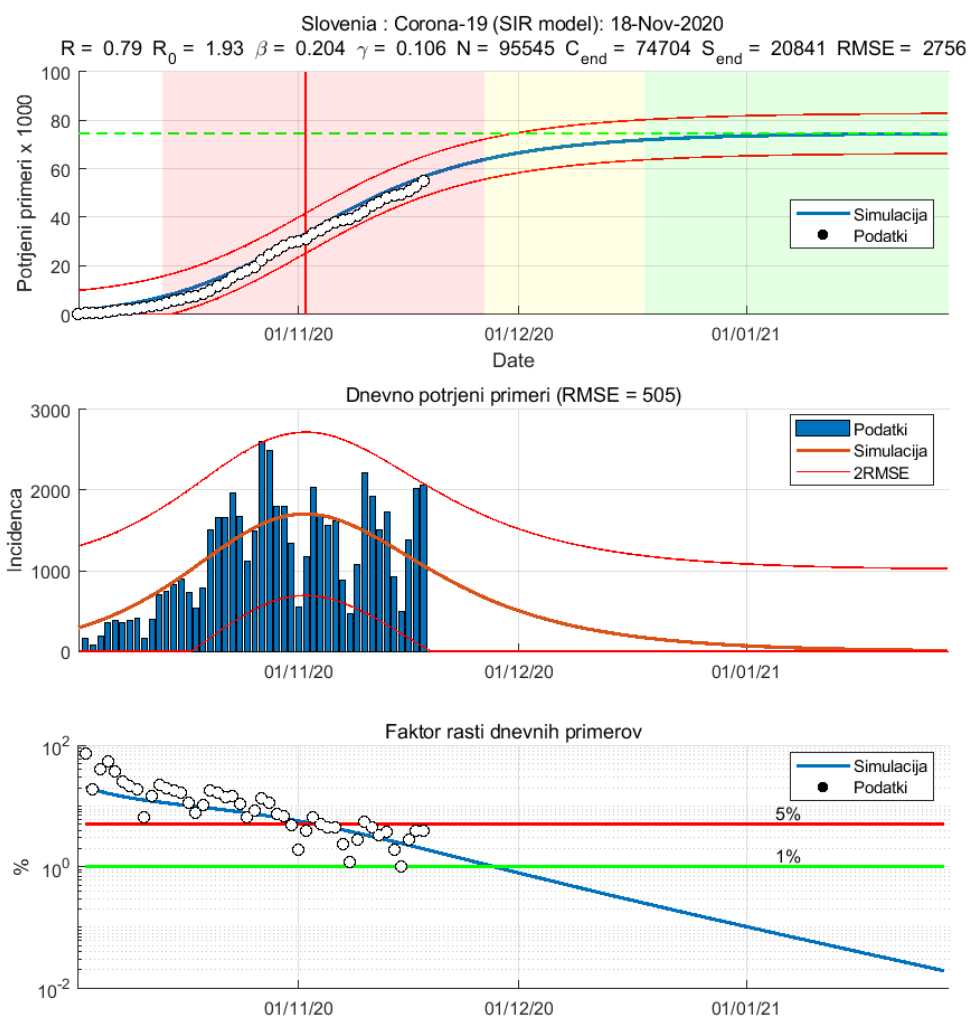 Slovenia : Corona-19 (SIR model): 18-Nov-2020
R = 0.79 R0 = 1.93 β = 0.204 γ = 0.106 N = 95545 Cend = 74704 Send = 20841 RMSE = 2756
Potrjeni primeri x 1000
100
80
60
40
20
0
Simulacija
Podatki
01/11/20 01/12/20 01/01/21
Date
Dnevno potrjeni primeri (RMSE = 505)
Incidenca
3000
2000
1000
0
Podatki
Simulacija
2RMSE
01/11/20 01/12/20 01/01/21
Faktor rasti dnevnih primerov
%
10^2
10^0
10^-2
Simulacija
Podatki
5%
1%
01/11/20 01/12/20 01/01/21